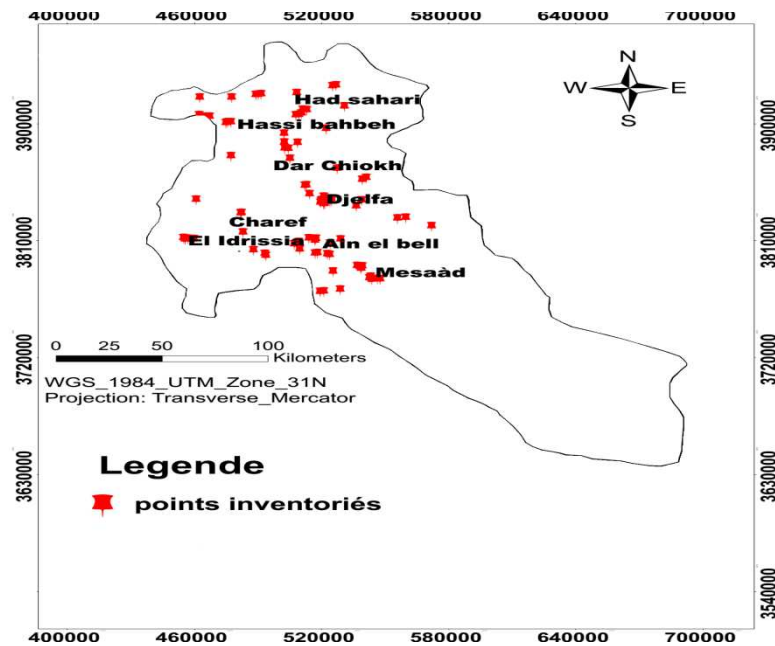 400000 460000 520000 580000 640000 700000
N
W E
S
Had sahari
3900000 Hassi bahbeh 3900000
Dar Chiokh
Djelfa
Charef
3810000 El Idrissia Ain el bell 3810000
Mesaàd
0 25 50 100
Kilometers
3720000 3720000
WGS_1984_UTM_Zone_31N
Projection: Transverse_Mercator
Legende
3630000 3630000
points inventoriés
3540000
400000 460000 520000 580000 640000 700000